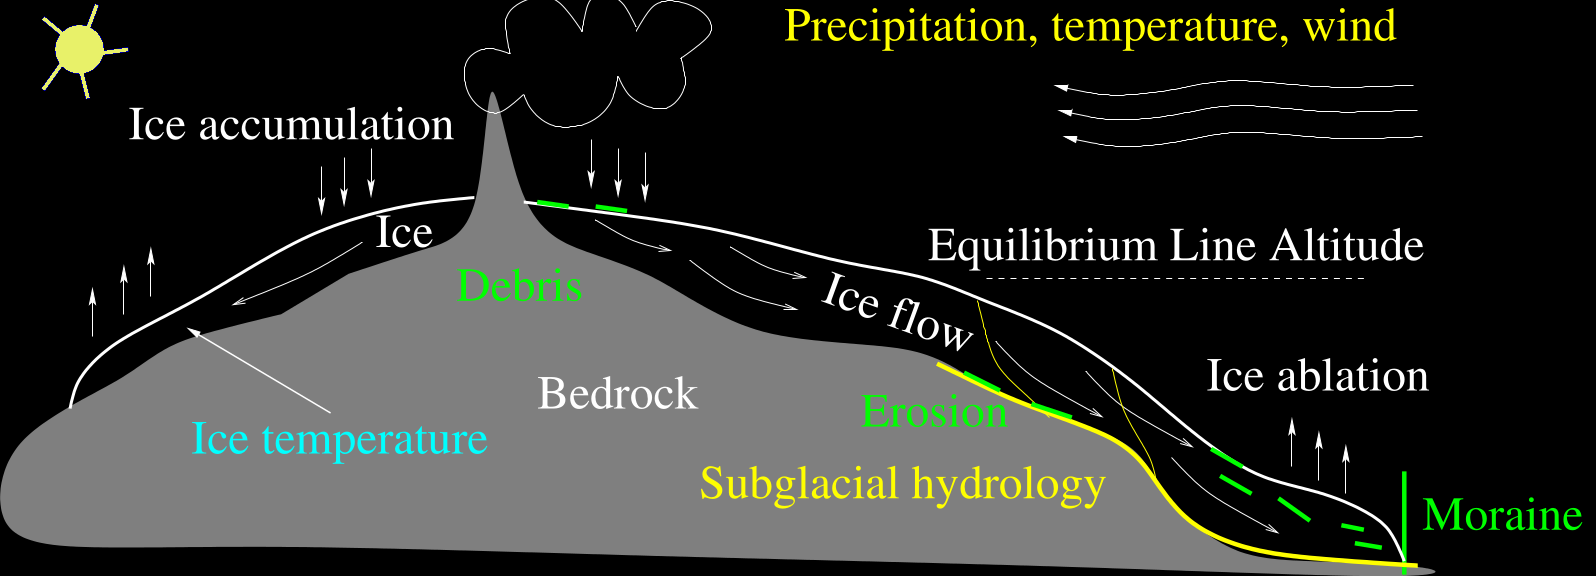 Precipitation, temperature, wind
Ice accumulation
Ice
Equilibrium Line Altitude
Debris
Ice flow
Ice ablation
Bedrock
Erosion
Ice temperature
Subglacial hydrology
Moraine